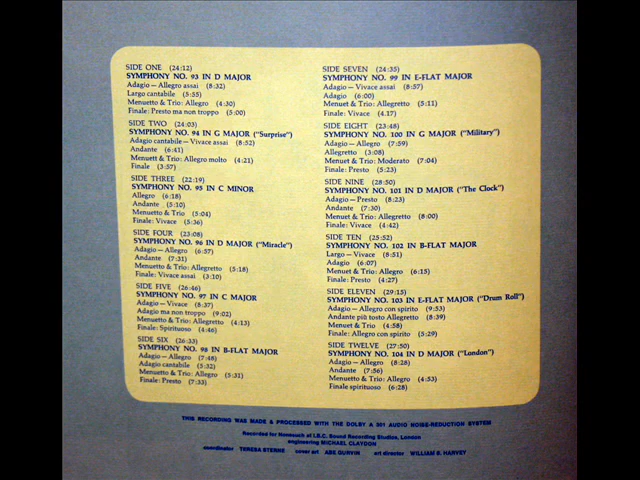 SIDE ONE (24:12)
SYMPHONY NO. 93 IN D MAJOR
Adagio — Allegro assai (8:32)
Largo cantabile (5:55)
Menuetto & Trio: Allegro (4:30)
Finale: Presto ma non troppo (5:00)
SIDE TWO (24:03)
SYMPHONY NO. 94 IN G MAJOR ("Surprise")
Adagio cantabile — Vivace assai (8:52)
Andante (6:41)
Menuett & Trio: Allegro molto (4:21)
Finale (3:57)
SIDE THREE (22:19)
SYMPHONY NO. 95 IN C MINOR
Allegro (6:18)
Andante (5:10)
Menuetto & Trio (5:04)
Finale: Vivace (5:36)
SIDE FOUR (23:08)
SYMPHONY NO. 96 IN D MAJOR ("Miracle")
Adagio — Allegro (6:57)
Andante (7:31)
Menuetto & Trio: Allegretto (5:18)
Finale: Vivace assai (3:10)
SIDE FIVE (26:46)
SYMPHONY NO. 97 IN C MAJOR
Adagio — Vivace (8:37)
Adagio ma non troppo (9:02)
Menuetto & Trio: Allegretto (4:13)
Finale: Spirituoso (4:46)
SIDE SIX (26:33)
SYMPHONY NO. 98 IN B-FLAT MAJOR
Adagio — Allegro (7:48)
Adagio cantabile (5:32)
Menuetto & Trio: Allegro (5:31)
Finale: Presto (7:33)
SIDE SEVEN (24:35)
SYMPHONY NO. 99 IN E-FLAT MAJOR
Adagio — Vivace assai (8:57)
Adagio (6:00)
Menuet & Trio: Allegretto (5:11)
Finale: Vivace (4.17)
SIDE EIGHT (23:48)
SYMPHONY NO. 100 IN G MAJOR ("Military")
Adagio — Allegro (7:59)
Allegretto (3:08)
Menuet & Trio: Moderato (7:04)
Finale: Presto (5:23)
SIDE NINE (28:50)
SYMPHONY NO. 101 IN D MAJOR ("The Clock")
Adagio — Presto (8:23)
Andante (7:30)
Menuet & Trio: Allegretto (8:00)
Finale: Vivace (4:42)
SIDE TEN (25:52)
SYMPHONY NO. 102 IN B-FLAT MAJOR
Largo — Vivace (8:51)
Adagio (6:07)
Menuet & Trio: Allegro (6:15)
Finale: Presto (4:27)
SIDE ELEVEN (29:15)
SYMPHONY NO. 103 IN E-FLAT MAJOR ("Drum Roll")
Adagio — Allegro con spirito (9:53)
Andante più tosto Allegretto (8:39)
Menuet & Trio (4:58)
Finale: Allegro con spirito (5:29)
SIDE TWELVE (27:50)
SYMPHONY NO. 104 IN D MAJOR ("London")
Adagio — Allegro (8:28)
Andante (7:56)
Menuetto & Trio: Allegro (4:53)
Finale spirituoso (6:28)
THIS RECORDING WAS MADE & PROCESSED WITH THE DOLBY A 301 AUDIO NOISE-REDUCTION SYSTEM
Recorded for Nonesuch at I.B.C. Sound Recording Studios, London
engineering MICHAEL CLAYDON
coordinator TERESA STERNE cover art ABE GURVIN art director WILLIAM S. HARVEY